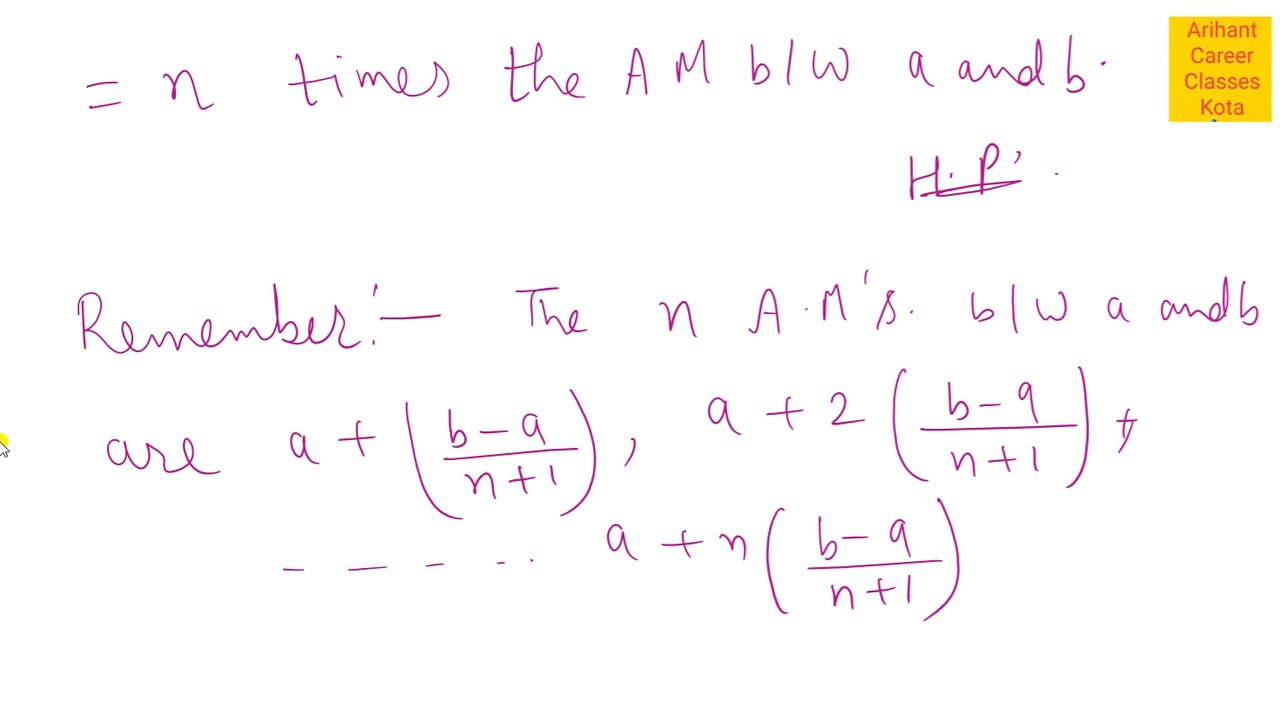 = n times the AM b/w a and b.
Arihant
Career
Classes
Kota
H.P.
Remember:- The n A.M's. b/w a and b
are a + ((b-a)/(n+1)), a + 2((b-a)/(n+1)),
- - - - ... a + n((b-a)/(n+1))